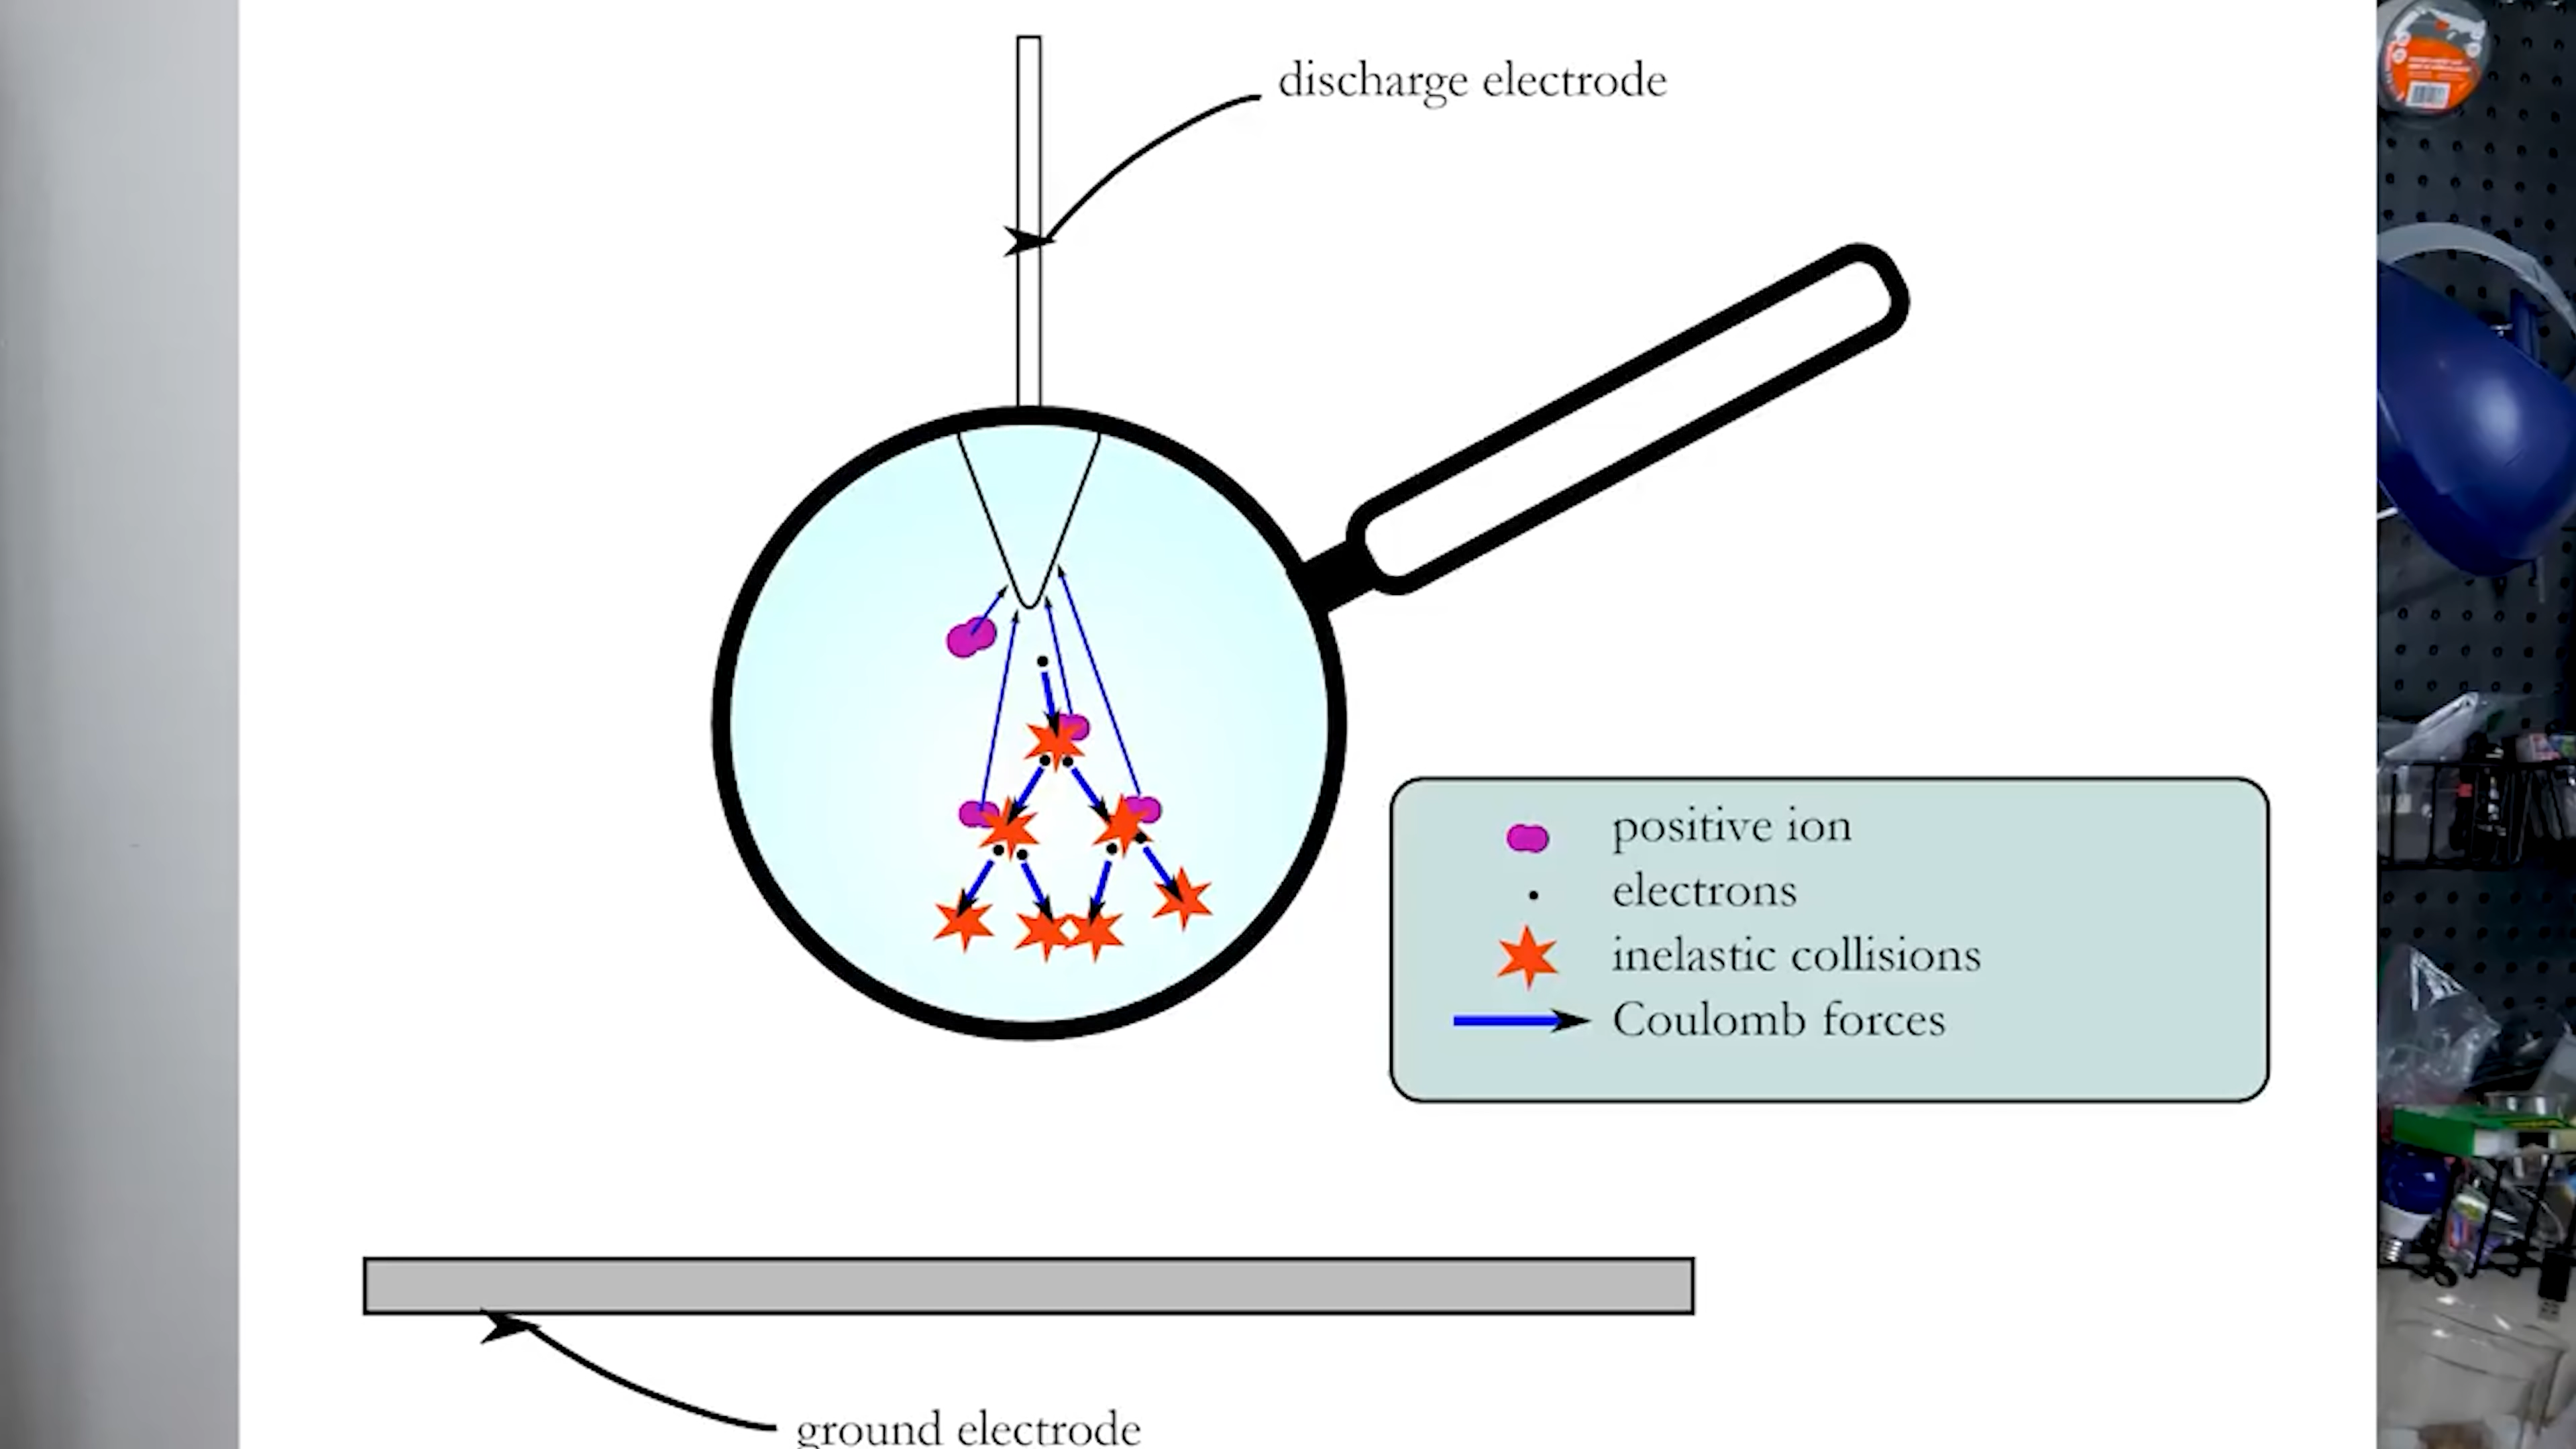 discharge electrode
positive ion
electrons
inelastic collisions
Coulomb forces
ground electrode